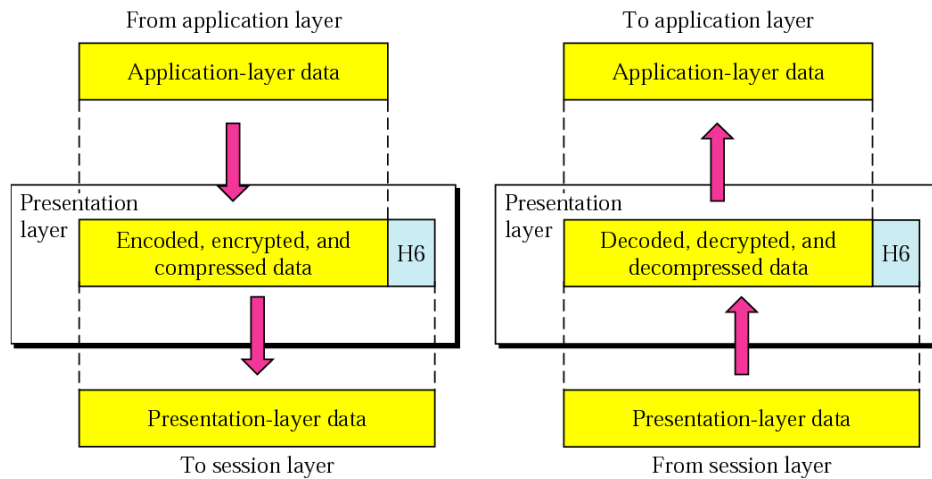 From application layer
Application-layer data
Presentation
layer
Encoded, encrypted, and
compressed data
H6
Presentation-layer data
To session layer
To application layer
Application-layer data
Presentation
layer
Decoded, decrypted, and
decompressed data
H6
Presentation-layer data
From session layer